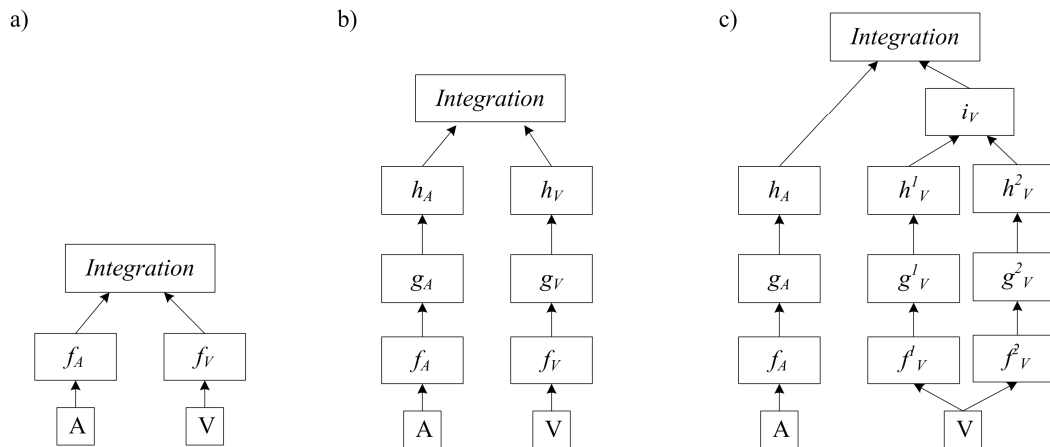 a)
Integration
f_A
f_V
A
V
b)
Integration
h_A
h_V
g_A
g_V
f_A
f_V
A
V
c)
Integration
i_V
h_A
h^1_V
h^2_V
g_A
g^1_V
g^2_V
f_A
f^1_V
f^2_V
A
V